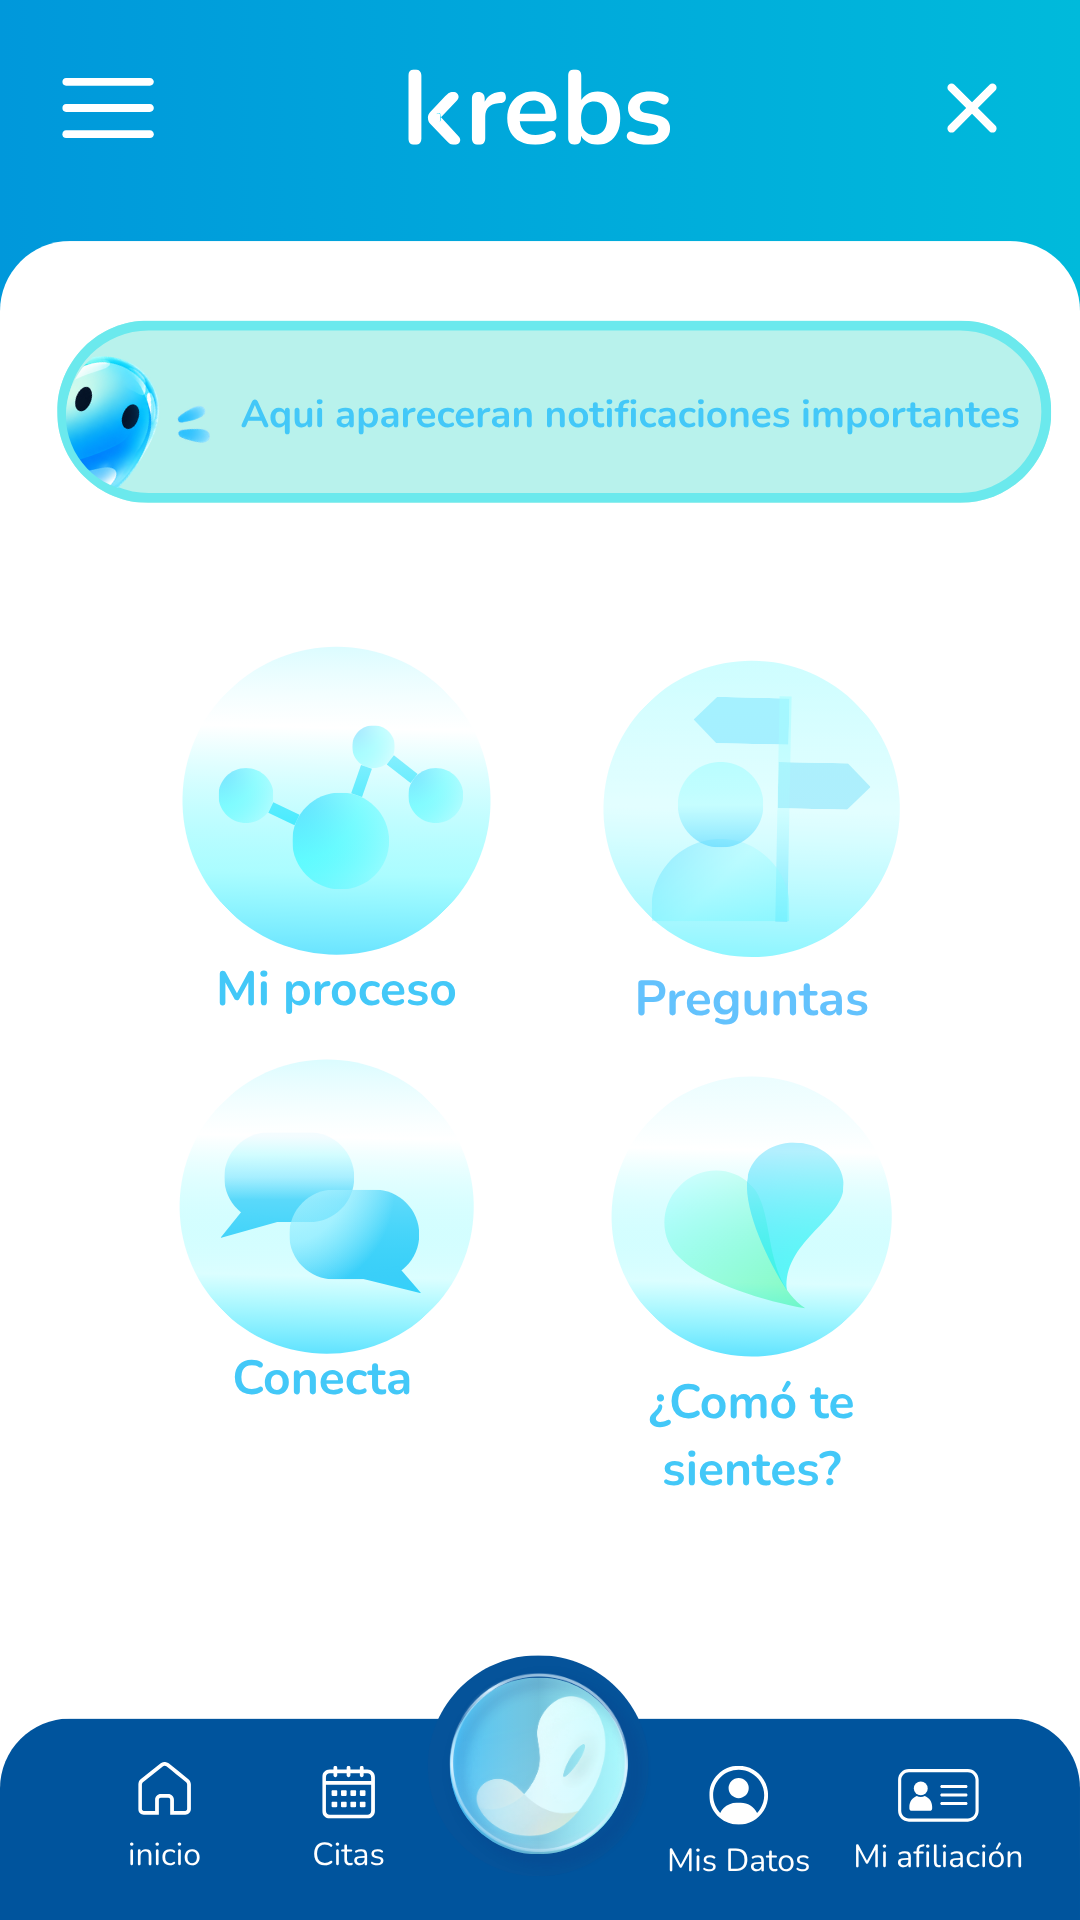 krebs
Aqui apareceran notificaciones importantes
Mi proceso
Preguntas
Conecta
¿Comó te
sientes?
inicio
Citas
Mis Datos
Mi afiliación